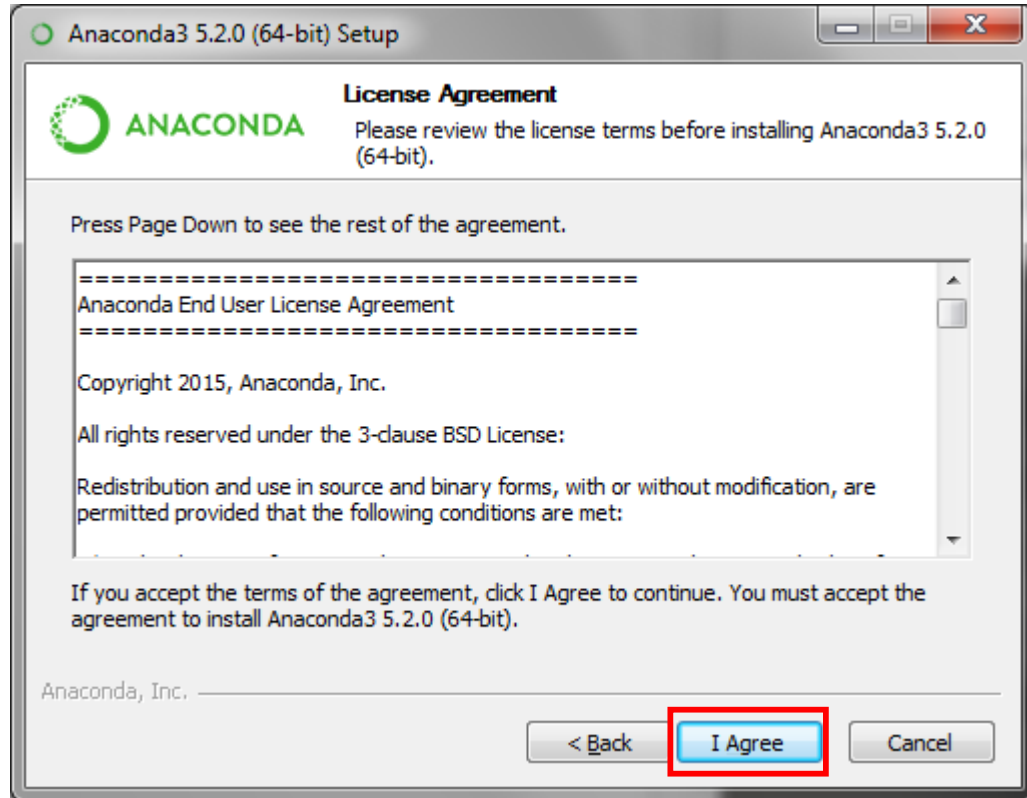 Anaconda3 5.2.0 (64-bit) Setup
ANACONDA
License Agreement
Please review the license terms before installing Anaconda3 5.2.0
(64-bit).
Press Page Down to see the rest of the agreement.
===================================
Anaconda End User License Agreement
===================================
Copyright 2015, Anaconda, Inc.
All rights reserved under the 3-clause BSD License:
Redistribution and use in source and binary forms, with or without modification, are
permitted provided that the following conditions are met:
If you accept the terms of the agreement, click I Agree to continue. You must accept the
agreement to install Anaconda3 5.2.0 (64-bit).
Anaconda, Inc.
< Back
I Agree
Cancel